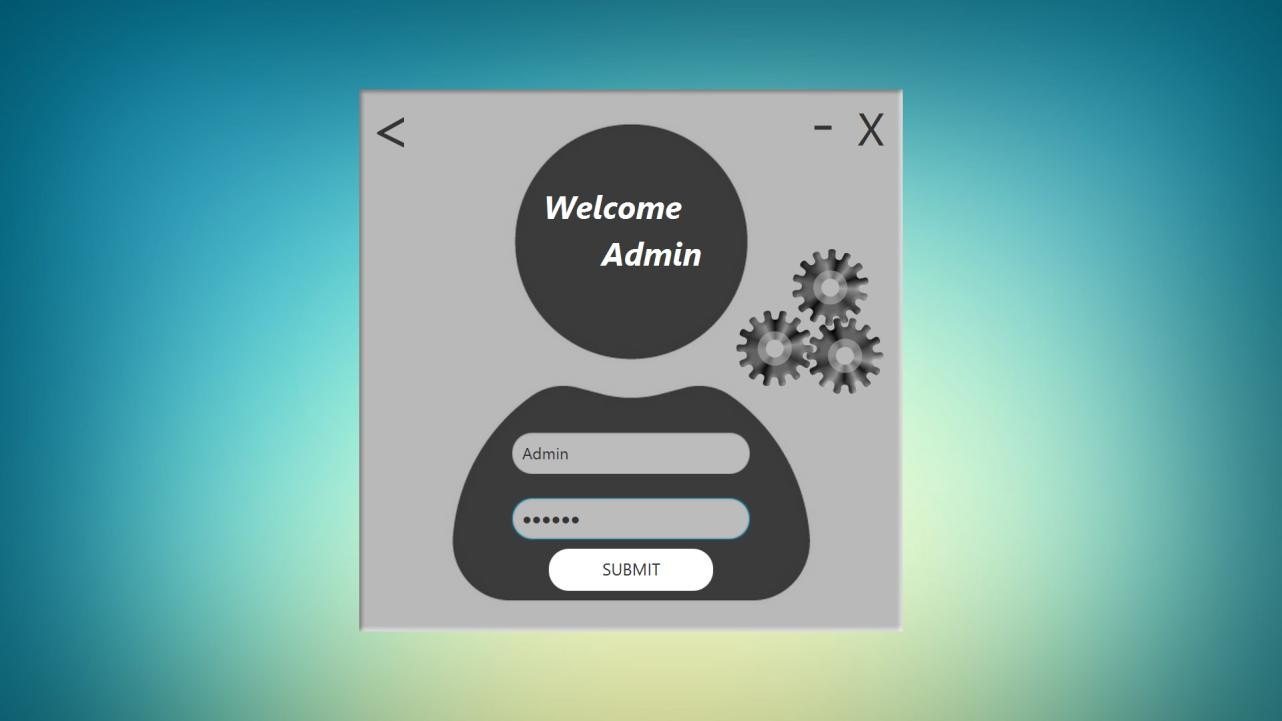 < - X
Welcome
Admin
Admin
••••••
SUBMIT